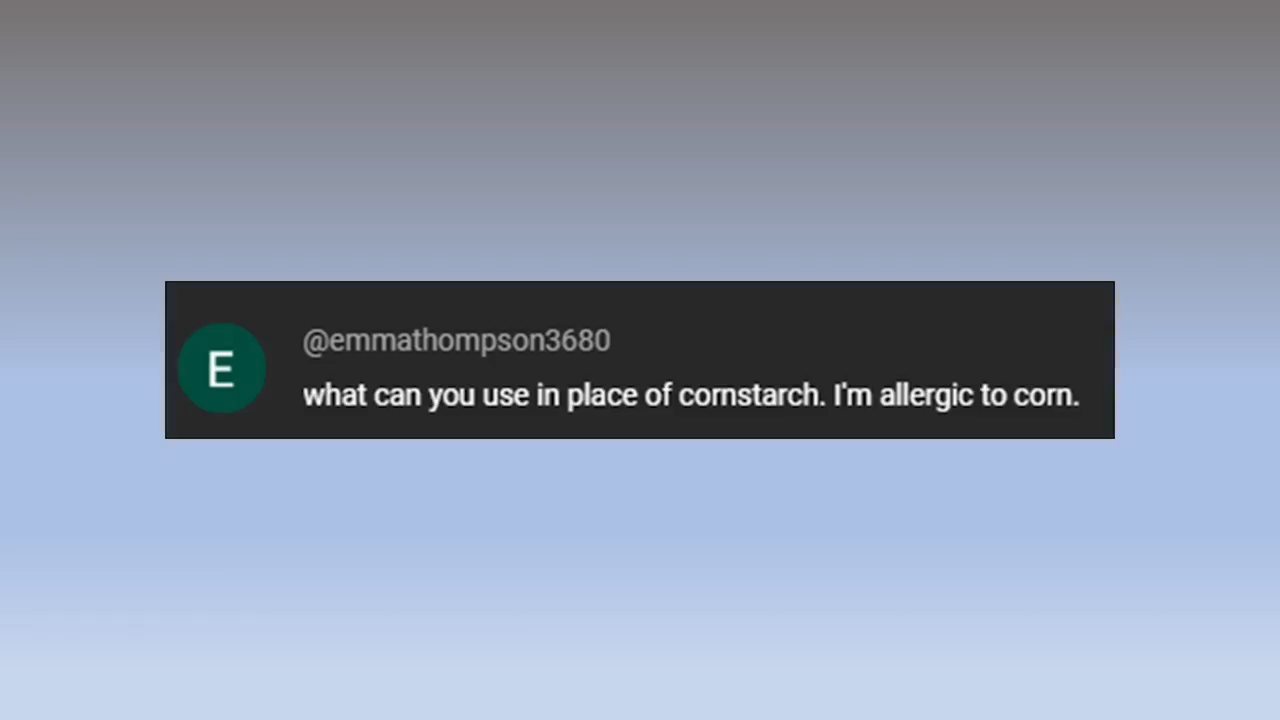 E
@emmathompson3680
what can you use in place of cornstarch. I'm allergic to corn.